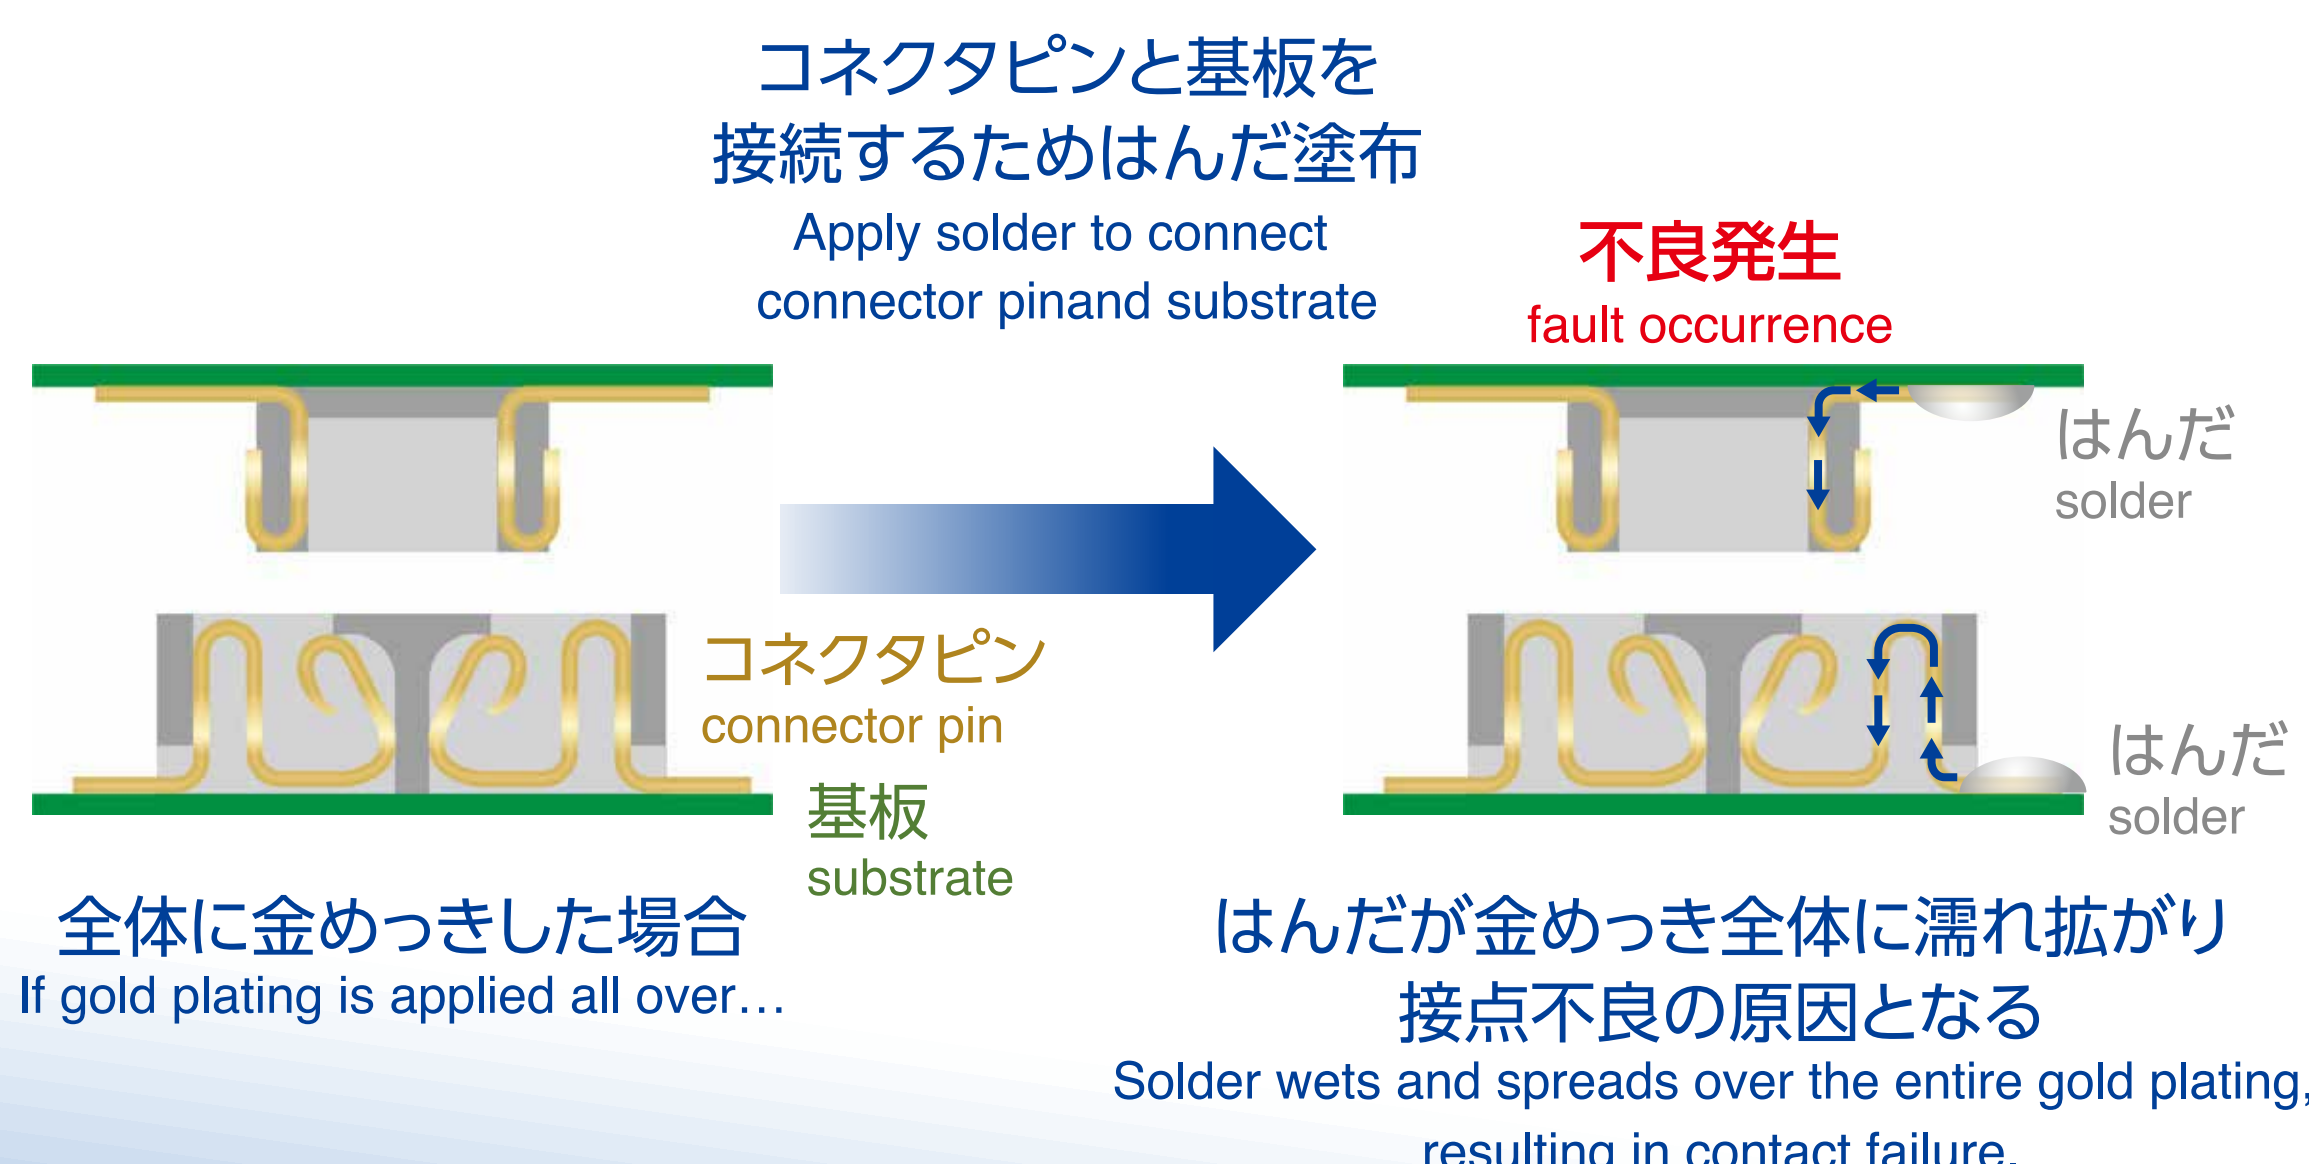 コネクタピンと基板を
接続するためはんだ塗布
Apply solder to connect
connector pinand substrate
不良発生
fault occurrence
はんだ
solder
コネクタピン
connector pin
基板
substrate
はんだ
solder
全体に金めっきした場合
If gold plating is applied all over…
はんだが金めっき全体に濡れ拡がり
接点不良の原因となる
Solder wets and spreads over the entire gold plating,
resulting in contact failure.